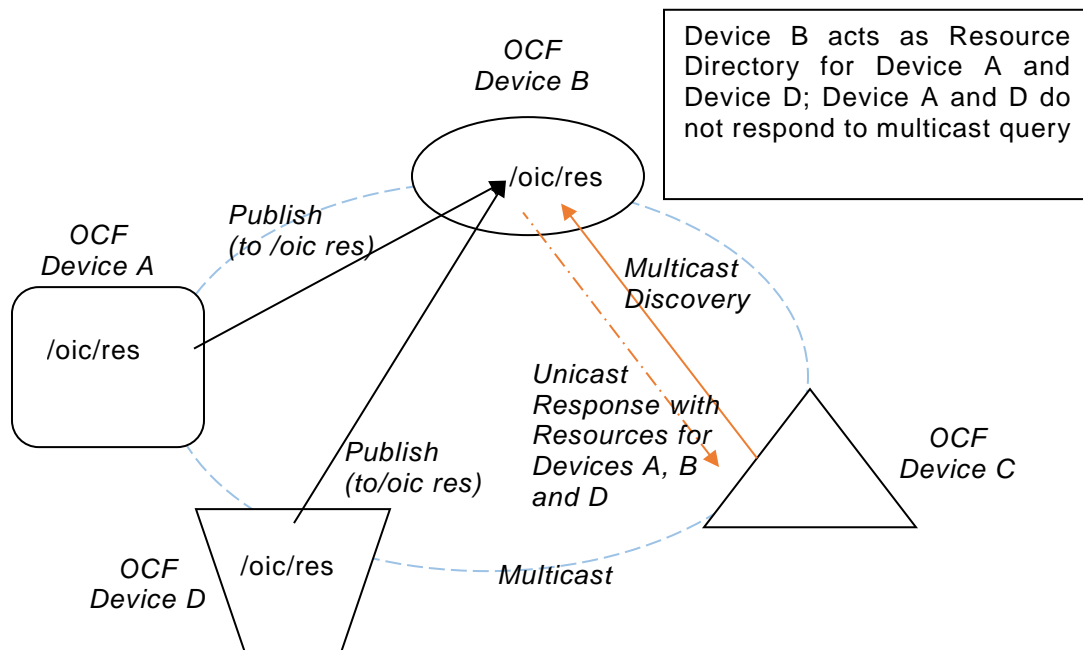 OCF
Device B
Device B acts as Resource
Directory for Device A and
Device D; Device A and D do
not respond to multicast query
/oic/res
Publish
(to /oic res)
OCF
Device A
/oic/res
Multicast
Discovery
Unicast
Response with
Resources for
Devices A, B
and D
OCF
Device C
Publish
(to/oic res)
OCF
Device D
/oic/res
Multicast